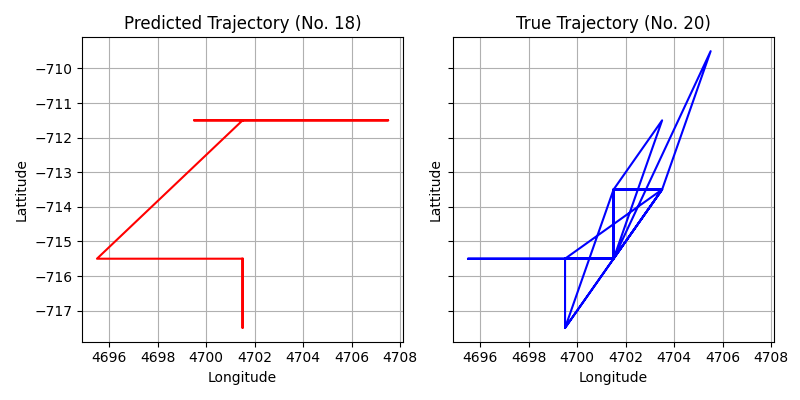 Predicted Trajectory (No. 18)
True Trajectory (No. 20)
−710
−711
−712
−713
−714
−715
−716
−717
Lattitude
Lattitude
4696 4698 4700 4702 4704 4706 4708
4696 4698 4700 4702 4704 4706 4708
Longitude
Longitude